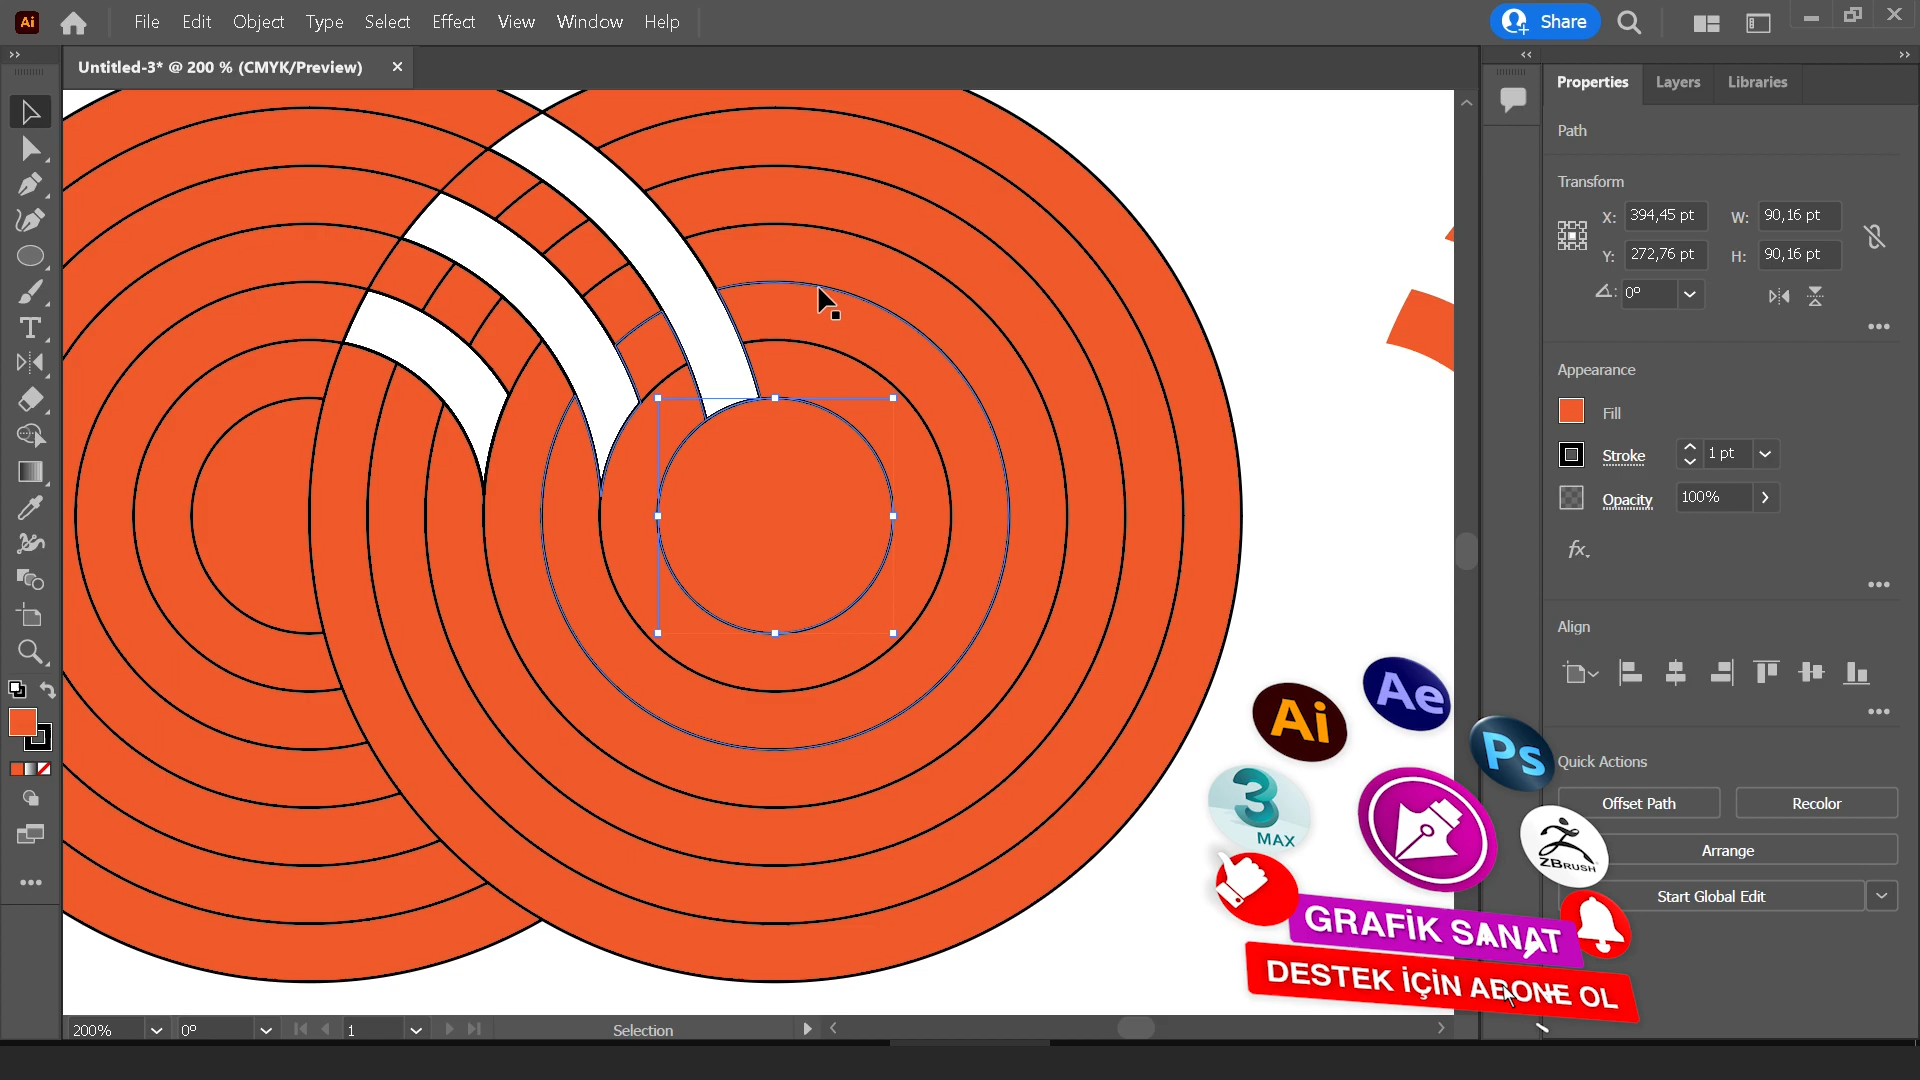 Ai File Edit Object Type Select Effect View Window Help Share
Untitled-3* @ 200 % (CMYK/Preview)
Properties Layers Libraries
Path
Transform
X: 394,45 pt W: 90,16 pt
Y: 272,76 pt H: 90,16 pt
0°
Appearance
Fill
Stroke 1 pt
Opacity 100%
fx.
Align
Quick Actions
Offset Path Recolor
Arrange
Start Global Edit
Ai
Ae
Ps
3
MAX
ZBRUSH
GRAFİK SANAT
DESTEK İÇİN ABONE OL
200% 0° 1 Selection